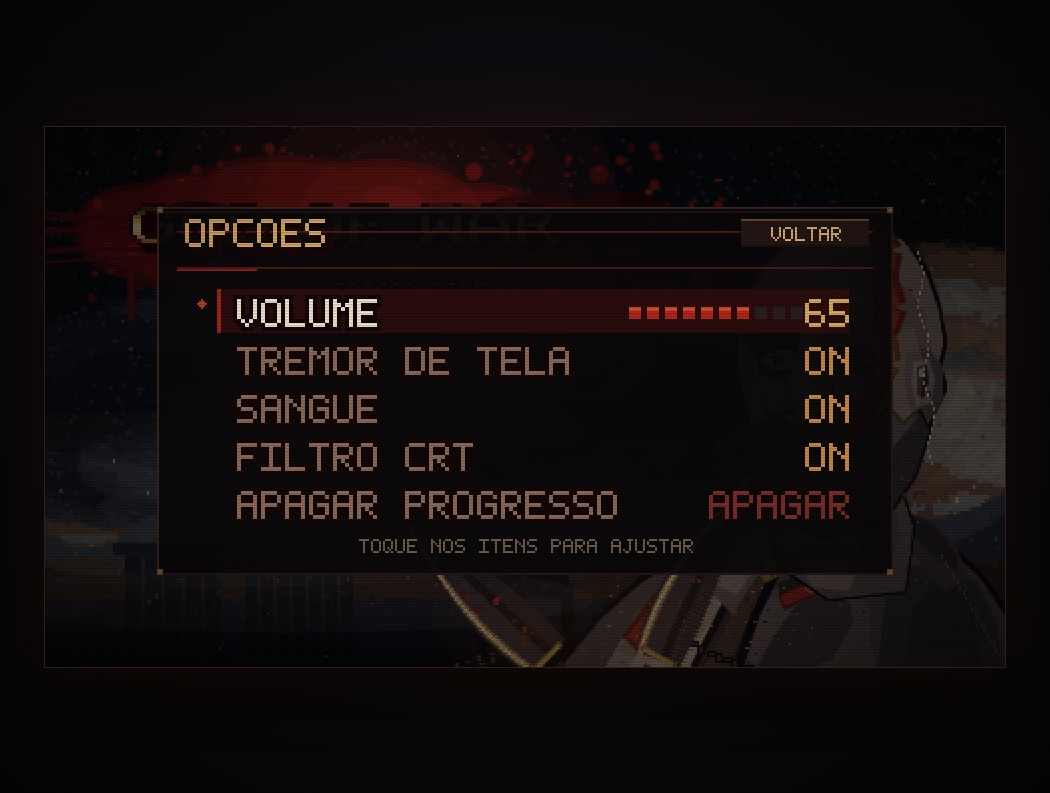 OPCOES
VOLTAR
VOLUME 65
TREMOR DE TELA ON
SANGUE ON
FILTRO CRT ON
APAGAR PROGRESSO APAGAR
TOQUE NOS ITENS PARA AJUSTAR